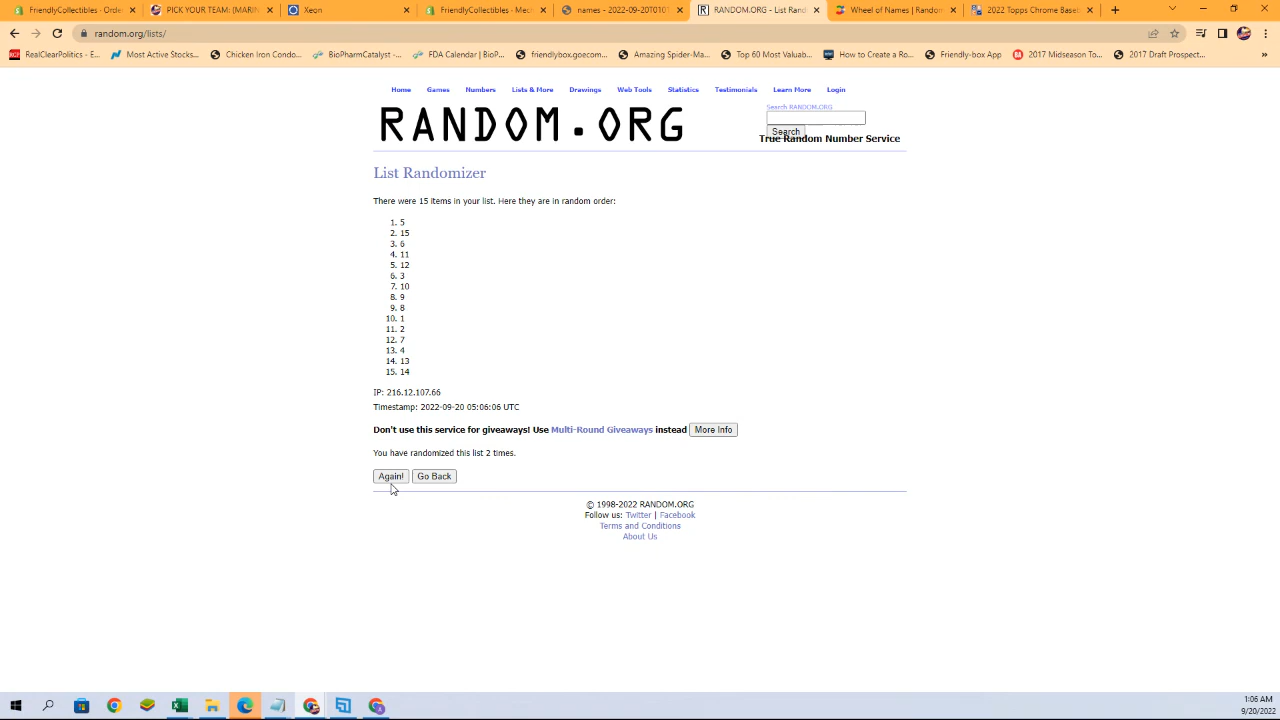 FriendlyCollectibles - Order
PICK YOUR TEAM: (MARIN
Xeon
FriendlyCollectibles - Mec
names - 2022-09-20T0101
RANDOM.ORG - List Rand
Wheel of Names | Random
2022 Topps Chrome Baseb
random.org/lists/
RealClearPolitics - E...
Most Active Stocks...
Chicken Iron Condo...
BioPharmCatalyst -...
FDA Calendar | BioP...
friendlybox.goecom...
Amazing Spider-Ma...
Top 60 Most Valuab...
How to Create a Ro...
Friendly-box App
2017 Midseason To...
2017 Draft Prospect...
Home Games Numbers Lists & More Drawings Web Tools Statistics Testimonials Learn More Login
RANDOM.ORG
Search RANDOM.ORG
Search
True Random Number Service
List Randomizer
There were 15 items in your list. Here they are in random order:
1. 5
2. 15
3. 6
4. 11
5. 12
6. 3
7. 10
8. 9
9. 8
10. 1
11. 2
12. 7
13. 4
14. 13
15. 14
IP: 216.12.107.66
Timestamp: 2022-09-20 05:06:06 UTC
Don't use this service for giveaways! Use Multi-Round Giveaways instead More Info
You have randomized this list 2 times.
Again! Go Back
© 1998-2022 RANDOM.ORG
Follow us: Twitter | Facebook
Terms and Conditions
About Us
1:06 AM
9/20/2022